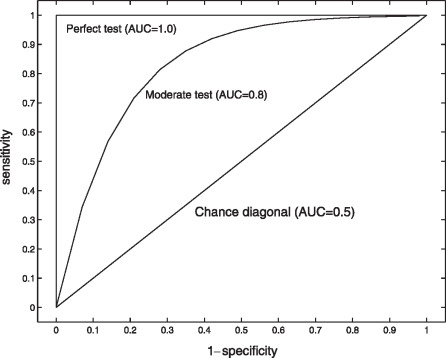 1
0.9
0.8
0.7
0.6
0.5
0.4
0.3
0.2
0.1
0
sensitivity
Perfect test (AUC=1.0)
Moderate test (AUC=0.8)
Chance diagonal (AUC=0.5)
0 0.1 0.2 0.3 0.4 0.5 0.6 0.7 0.8 0.9 1
1−specificity